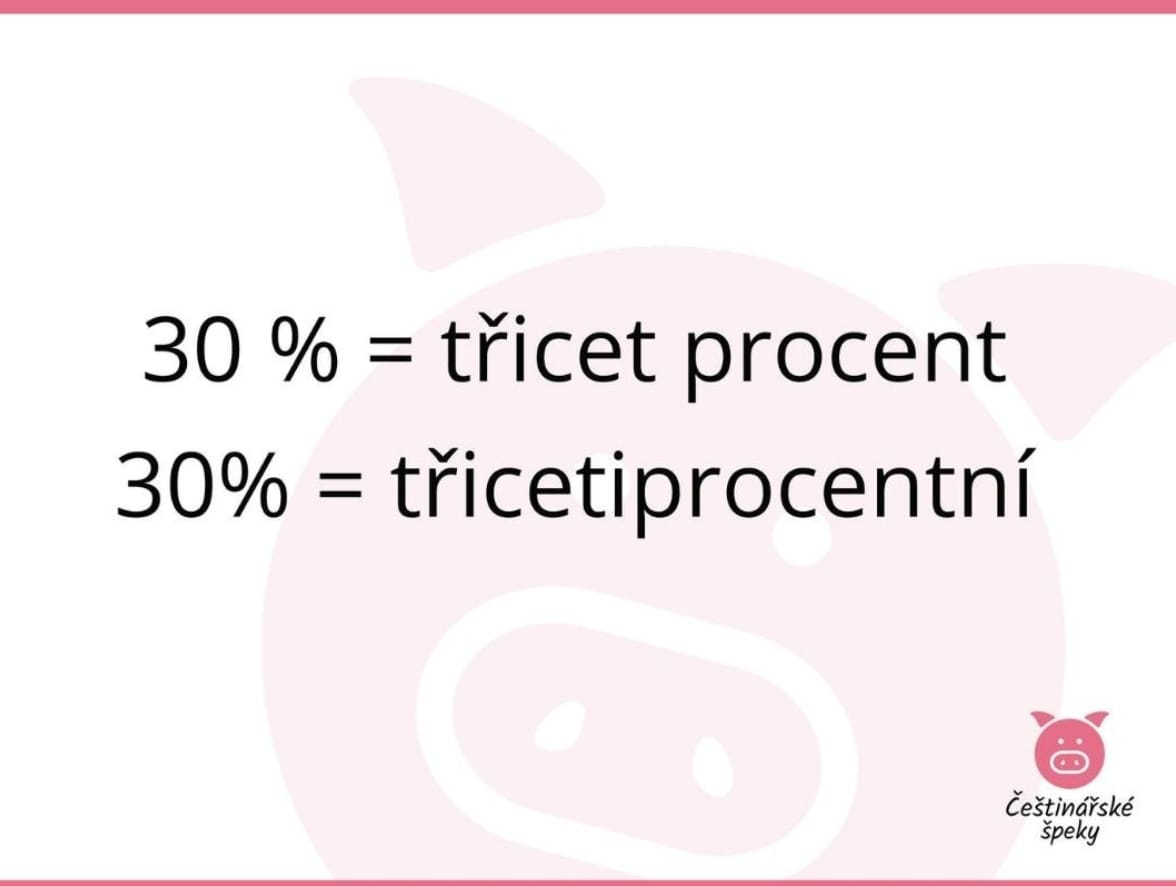 30 % = třicet procent
30% = třicetiprocentní
Češtinářské
špeky